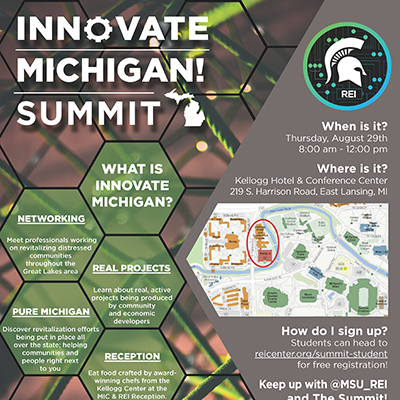 INNOVATE
MICHIGAN!
SUMMIT
REI
When is it?
Thursday, August 29th
8:00 am - 12:00 pm
Where is it?
Kellogg Hotel & Conference Center
219 S. Harrison Road, East Lansing, MI
WHAT IS
INNOVATE
MICHIGAN?
NETWORKING
Meet professionals working
on revitalizing distressed
communities
throughout the
Great Lakes area
REAL PROJECTS
Learn about real, active
projects being produced
by community
and economic
developers
PURE MICHIGAN
Discover revitalization efforts
being put in place all
over the state; helping
communities and
people right next
to you
RECEPTION
Eat food crafted by award-
winning chefs from the
Kellogg Center at the
MIC & REI Reception.
How do I sign up?
Students can head to
reicenter.org/summit-student
for free registration!
Keep up with @MSU_REI
and The Summit!